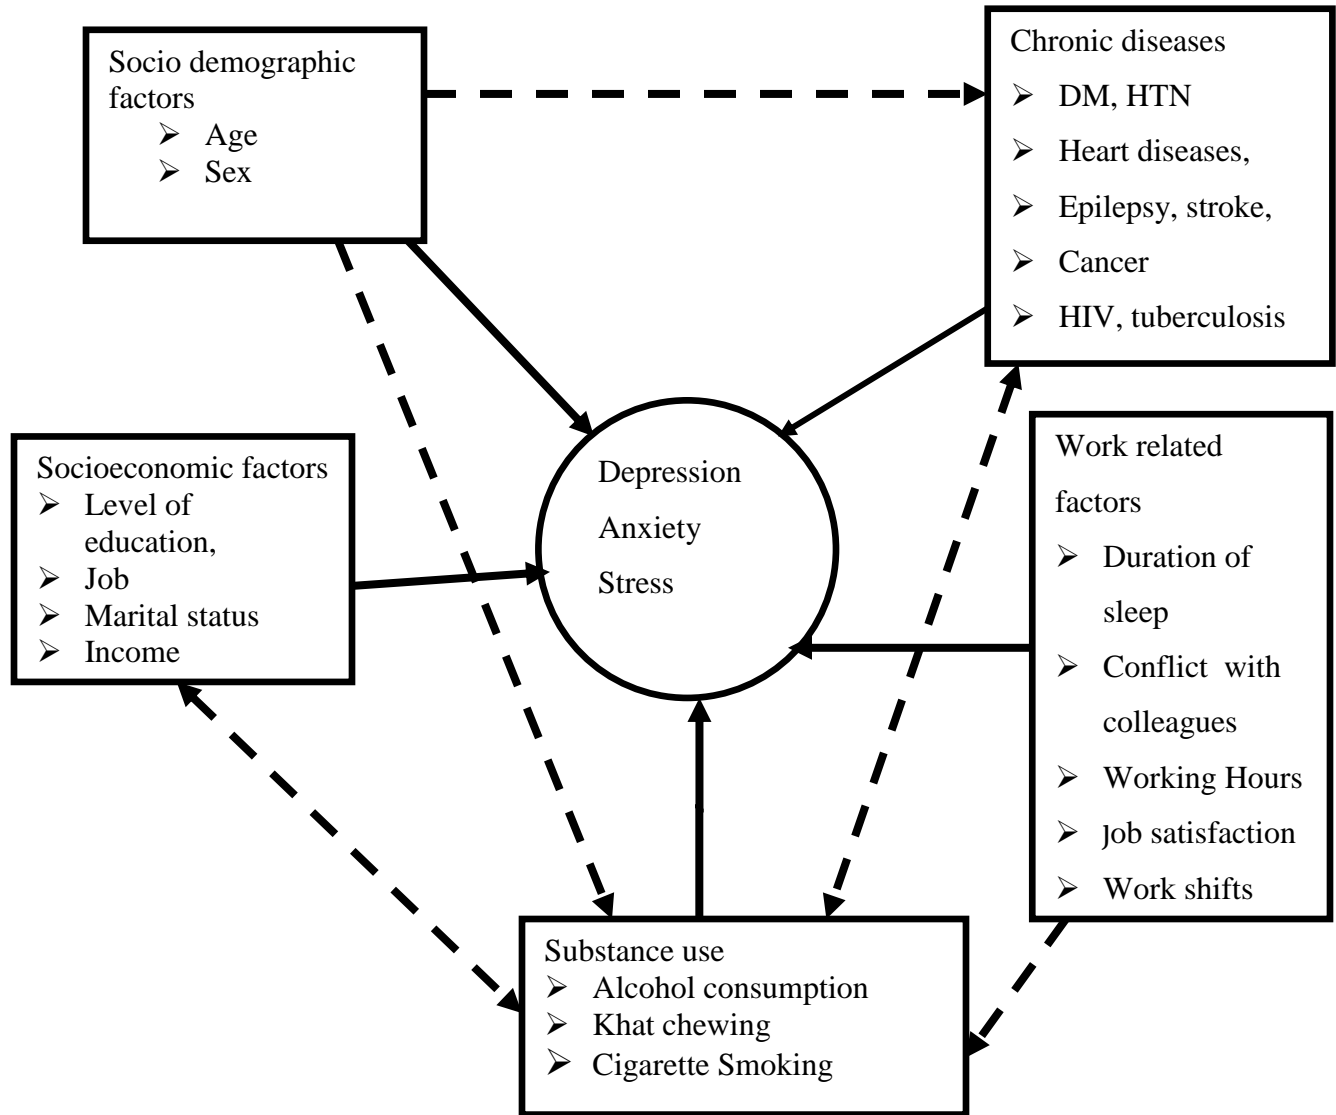 Socio demographic
factors
➢ Age
➢ Sex
Chronic diseases
➢ DM, HTN
➢ Heart diseases,
➢ Epilepsy, stroke,
➢ Cancer
➢ HIV, tuberculosis
Socioeconomic factors
➢ Level of
education,
➢ Job
➢ Marital status
➢ Income
Depression
Anxiety
Stress
Work related
factors
➢ Duration of
sleep
➢ Conflict with
colleagues
➢ Working Hours
➢ job satisfaction
➢ Work shifts
Substance use
➢ Alcohol consumption
➢ Khat chewing
➢ Cigarette Smoking